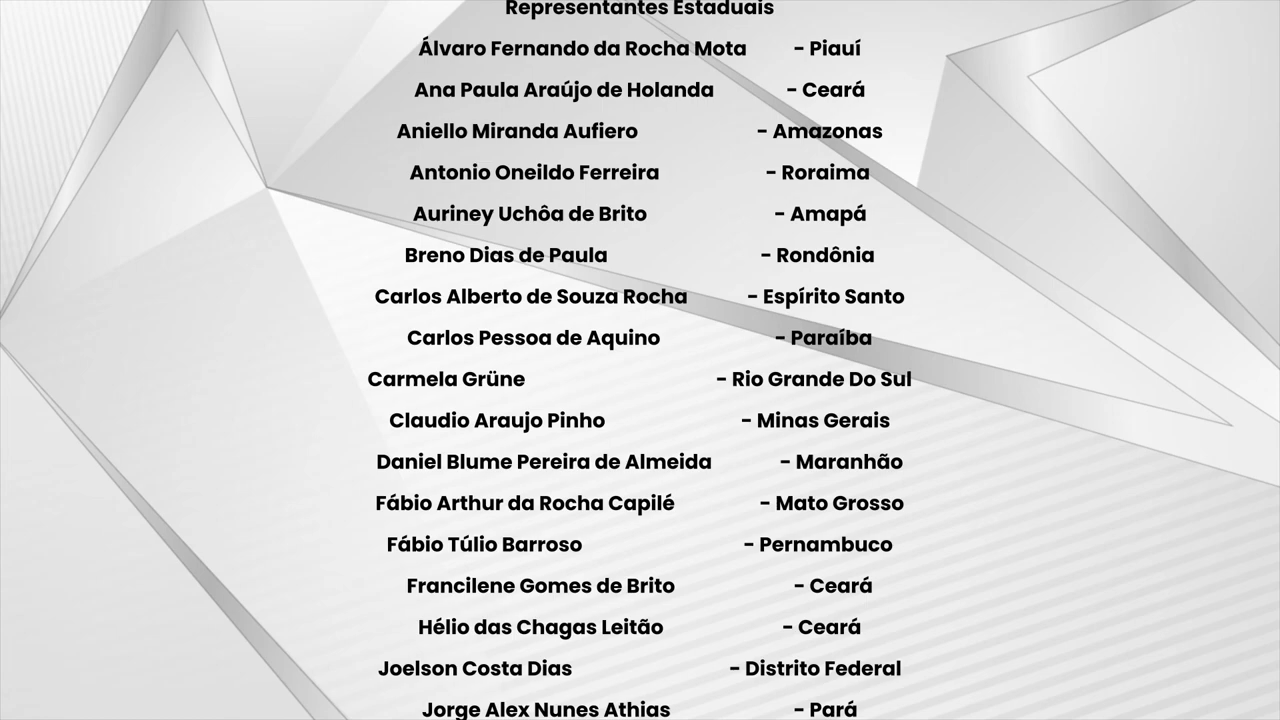 Representantes Estaduais
Álvaro Fernando da Rocha Mota - Piauí
Ana Paula Araújo de Holanda - Ceará
Aniello Miranda Aufiero - Amazonas
Antonio Oneildo Ferreira - Roraima
Auriney Uchôa de Brito - Amapá
Breno Dias de Paula - Rondônia
Carlos Alberto de Souza Rocha - Espírito Santo
Carlos Pessoa de Aquino - Paraíba
Carmela Grüne - Rio Grande Do Sul
Claudio Araujo Pinho - Minas Gerais
Daniel Blume Pereira de Almeida - Maranhão
Fábio Arthur da Rocha Capilé - Mato Grosso
Fábio Túlio Barroso - Pernambuco
Francilene Gomes de Brito - Ceará
Hélio das Chagas Leitão - Ceará
Joelson Costa Dias - Distrito Federal
Jorge Alex Nunes Athias - Pará